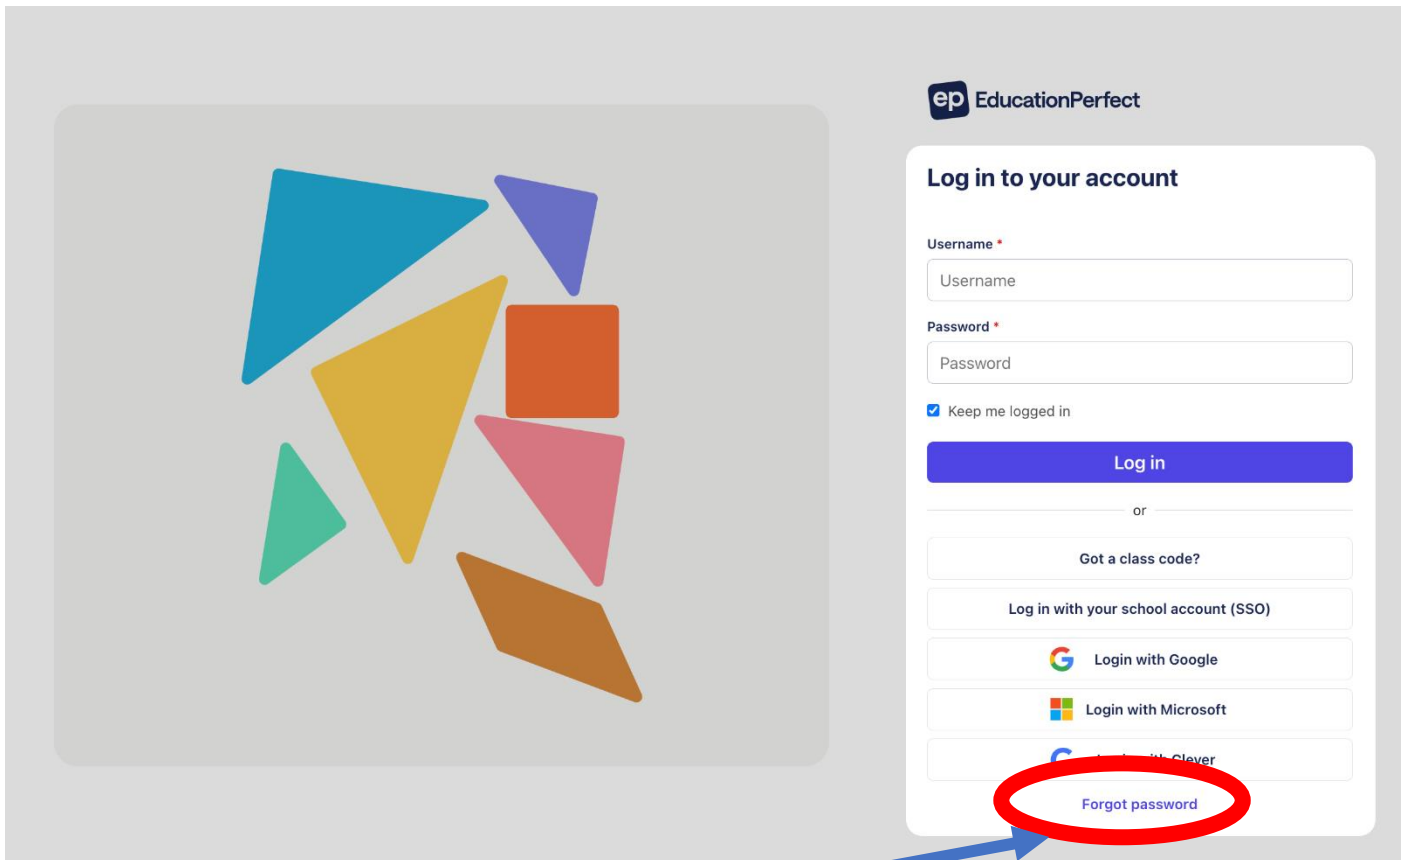 ep EducationPerfect
Log in to your account
Username *
Username
Password *
Password
Keep me logged in
Log in
or
Got a class code?
Log in with your school account (SSO)
Login with Google
Login with Microsoft
Clever
Forgot password